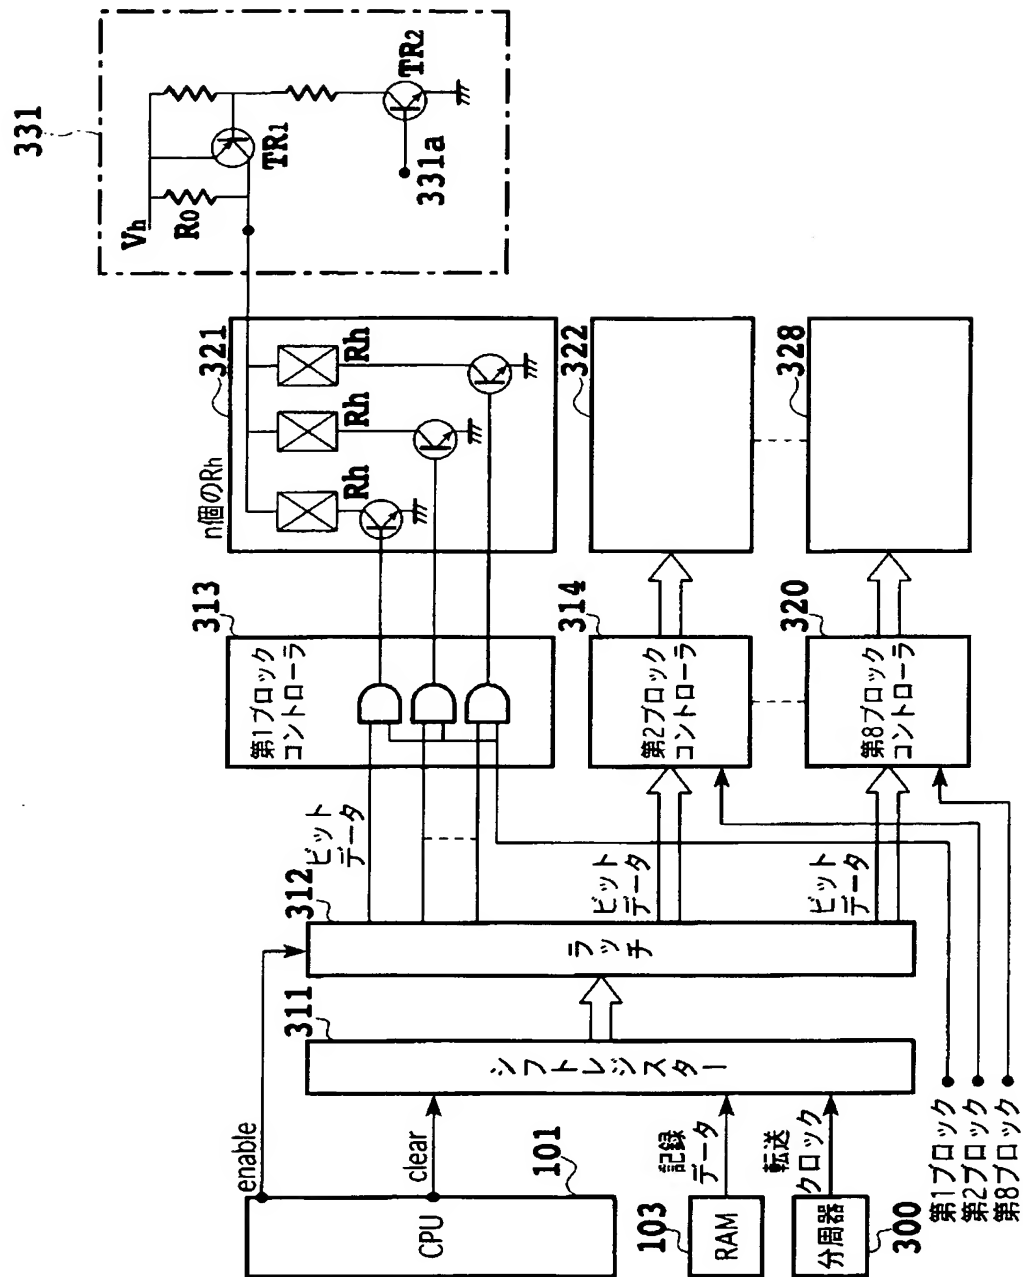 enable
CPU
101
clear
103
RAM
記録
データ
300
分周器
転送
クロック
第1ブロック
第2ブロック
第8ブロック
311
シフトレジスター
312
ラッチ
ビット
データ
ビット
データ
ビット
データ
313
第1ブロック
コントローラ
314
第2ブロック
コントローラ
320
第8ブロック
コントローラ
n個のRh
321
Rh
Rh
Rh
322
328
331
Vh
R0
TR1
TR2
331a